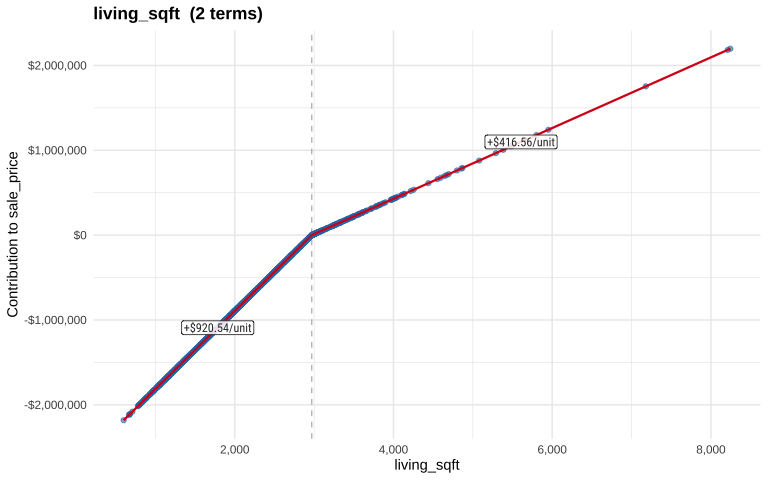 living_sqft  (2 terms)
Contribution to sale_price
$2,000,000
$1,000,000
$0
-$1,000,000
-$2,000,000
+$416.56/unit
+$920.54/unit
2,000
4,000
6,000
8,000
living_sqft